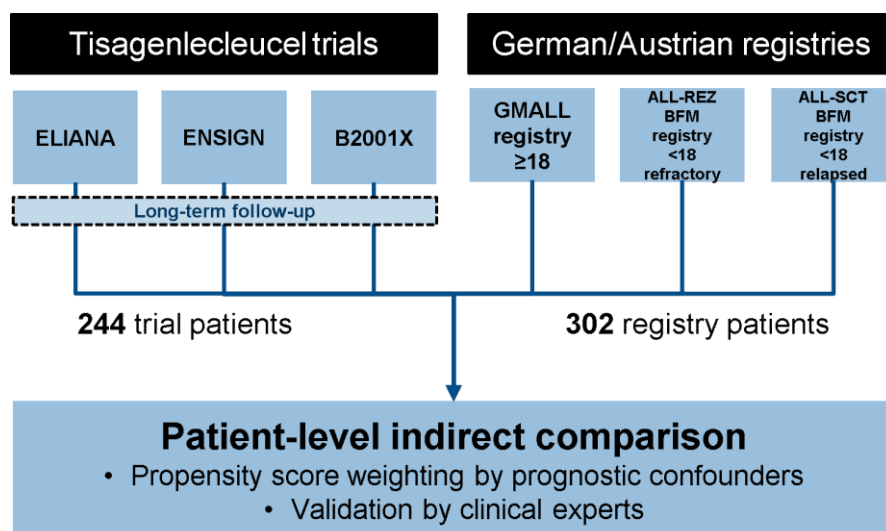 Tisagenlecleucel trials
German/Austrian registries
ELIANA
ENSIGN
B2001X
GMALL
registry
≥18
ALL-REZ
BFM
registry
<18
refractory
ALL-SCT
BFM
registry
<18
relapsed
Long-term follow-up
244 trial patients
302 registry patients
Patient-level indirect comparison
• Propensity score weighting by prognostic confounders
• Validation by clinical experts